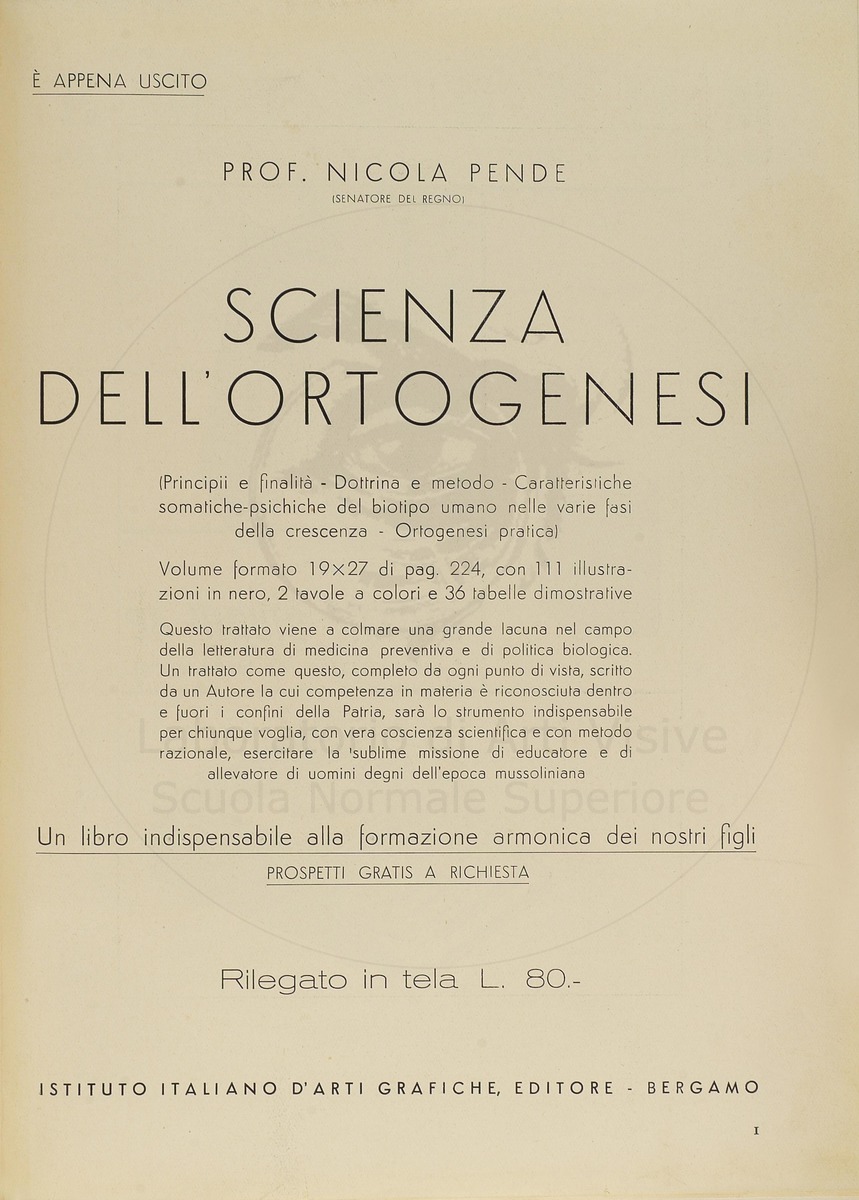 È APPENA USCITO
PROF. NICOLA PENDE
(SENATORE DEL REGNO)
SCIENZA
DELL'ORTOGENESI
(Principii e finalità - Dottrina e metodo - Caratteristiche
somatiche-psichiche del biotipo umano nelle varie fasi
della crescenza - Ortogenesi pratica)
Volume formato 19×27 di pag. 224, con 111 illustra-
zioni in nero, 2 tavole a colori e 36 tabelle dimostrative
Questo trattato viene a colmare una grande lacuna nel campo
della letteratura di medicina preventiva e di politica biologica.
Un trattato come questo, completo da ogni punto di vista, scritto
da un Autore la cui competenza in materia è riconosciuta dentro
e fuori i confini della Patria, sarà lo strumento indispensabile
per chiunque voglia, con vera coscienza scientifica e con metodo
razionale, esercitare la 'sublime missione di educatore e di
allevatore di uomini degni dell'epoca mussoliniana
Scuola Normale Superiore
Un libro indispensabile alla formazione armonica dei nostri figli
PROSPETTI GRATIS A RICHIESTA
Rilegato in tela L. 80.-
ISTITUTO ITALIANO D'ARTI GRAFICHE, EDITORE - BERGAMO
I